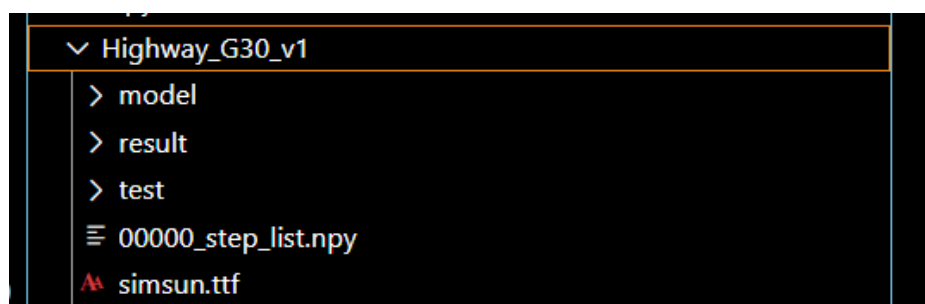 Highway_G30_v1
model
result
test
00000_step_list.npy
simsun.ttf